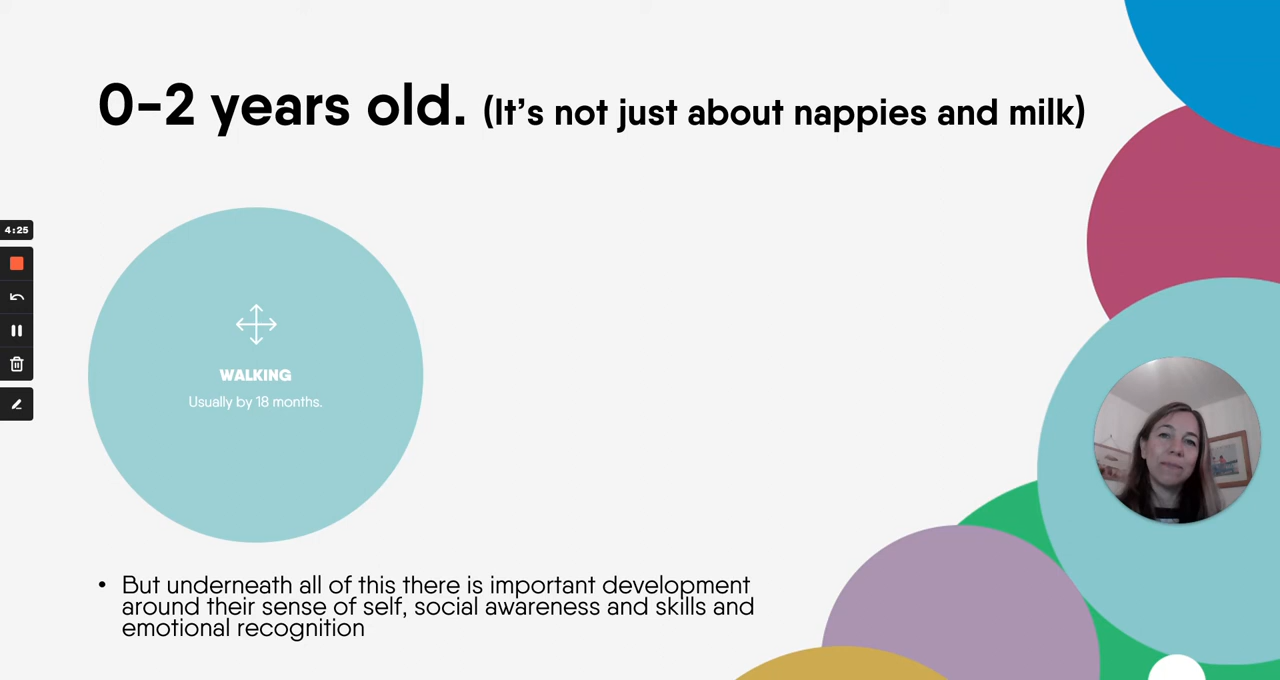 0-2 years old. (It's not just about nappies and milk)
4:25
WALKING
Usually by 18 months.
• But underneath all of this there is important development
around their sense of self, social awareness and skills and
emotional recognition